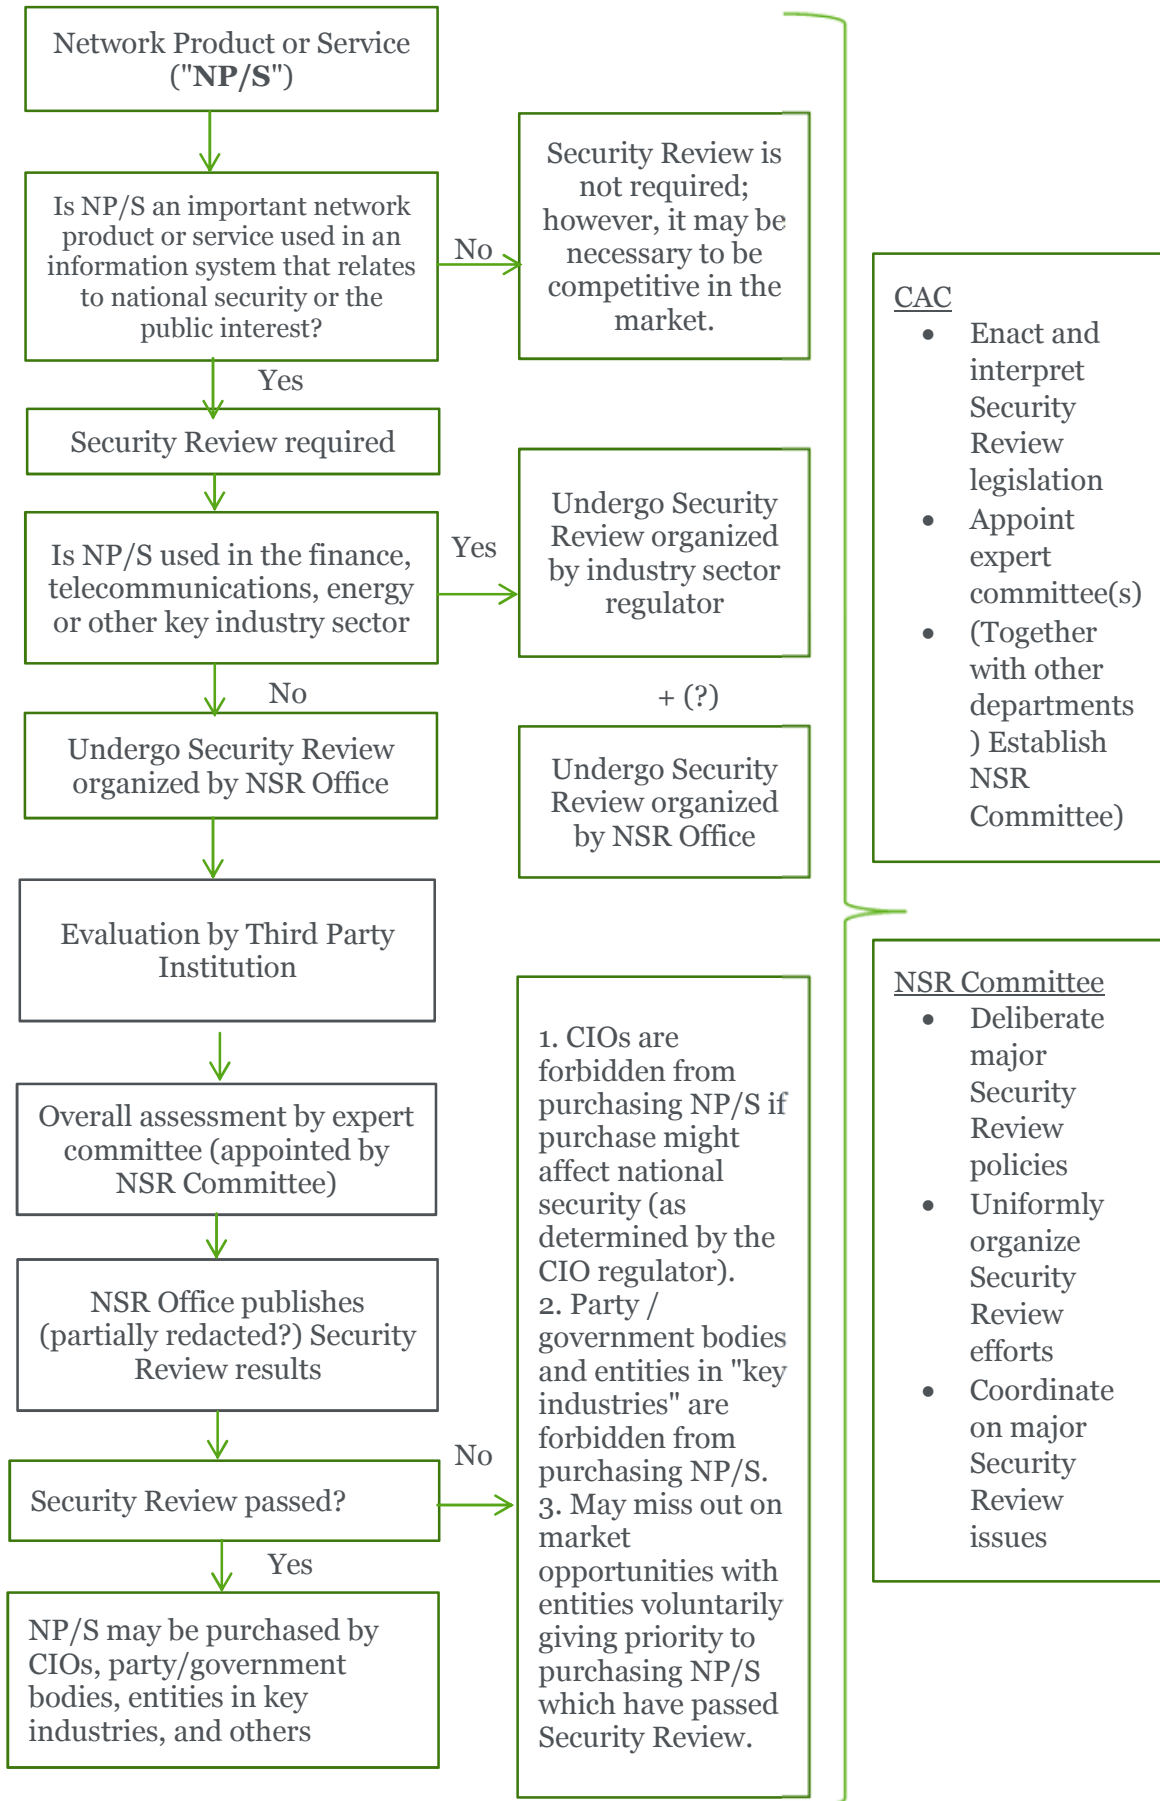 Network Product or Service
("NP/S")
Is NP/S an important network
product or service used in an
information system that relates
to national security or the
public interest?
No
Security Review is
not required;
however, it may be
necessary to be
competitive in the
market.
Yes
Security Review required
Is NP/S used in the finance,
telecommunications, energy
or other key industry sector
Yes
Undergo Security
Review organized
by industry sector
regulator
+ (?)
Undergo Security
Review organized
by NSR Office
No
Undergo Security Review
organized by NSR Office
Evaluation by Third Party
Institution
Overall assessment by expert
committee (appointed by
NSR Committee)
NSR Office publishes
(partially redacted?) Security
Review results
Security Review passed?
No
1. CIOs are
forbidden from
purchasing NP/S if
purchase might
affect national
security (as
determined by the
CIO regulator).
2. Party /
government bodies
and entities in "key
industries" are
forbidden from
purchasing NP/S.
3. May miss out on
market
opportunities with
entities voluntarily
giving priority to
purchasing NP/S
which have passed
Security Review.
Yes
NP/S may be purchased by
CIOs, party/government
bodies, entities in key
industries, and others
CAC
• Enact and
interpret
Security
Review
legislation
• Appoint
expert
committee(s)
• (Together
with other
departments
) Establish
NSR
Committee)
NSR Committee
• Deliberate
major
Security
Review
policies
• Uniformly
organize
Security
Review
efforts
• Coordinate
on major
Security
Review
issues